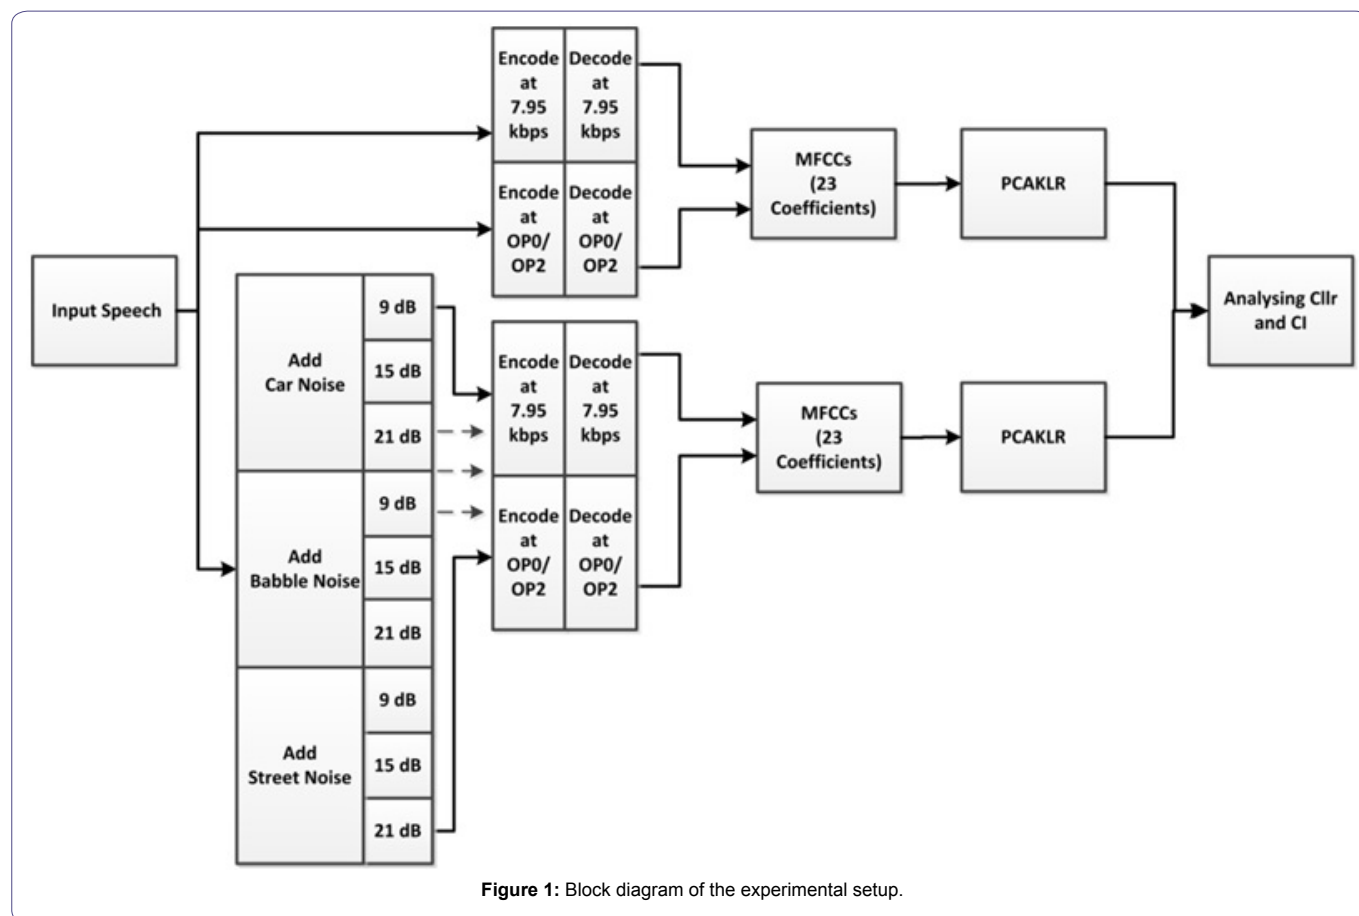 Input Speech
Encode
at
7.95
kbps
Decode
at
7.95
kbps
Encode
at
OP0/
OP2
Decode
at
OP0/
OP2
MFCCs
(23
Coefficients)
PCAKLR
Add
Car Noise
9 dB
15 dB
21 dB
Add
Babble Noise
9 dB
15 dB
21 dB
Add
Street Noise
9 dB
15 dB
21 dB
Encode
at
7.95
kbps
Decode
at
7.95
kbps
Encode
at
OP0/
OP2
Decode
at
OP0/
OP2
MFCCs
(23
Coefficients)
PCAKLR
Analysing Cllr
and CI
Figure 1: Block diagram of the experimental setup.